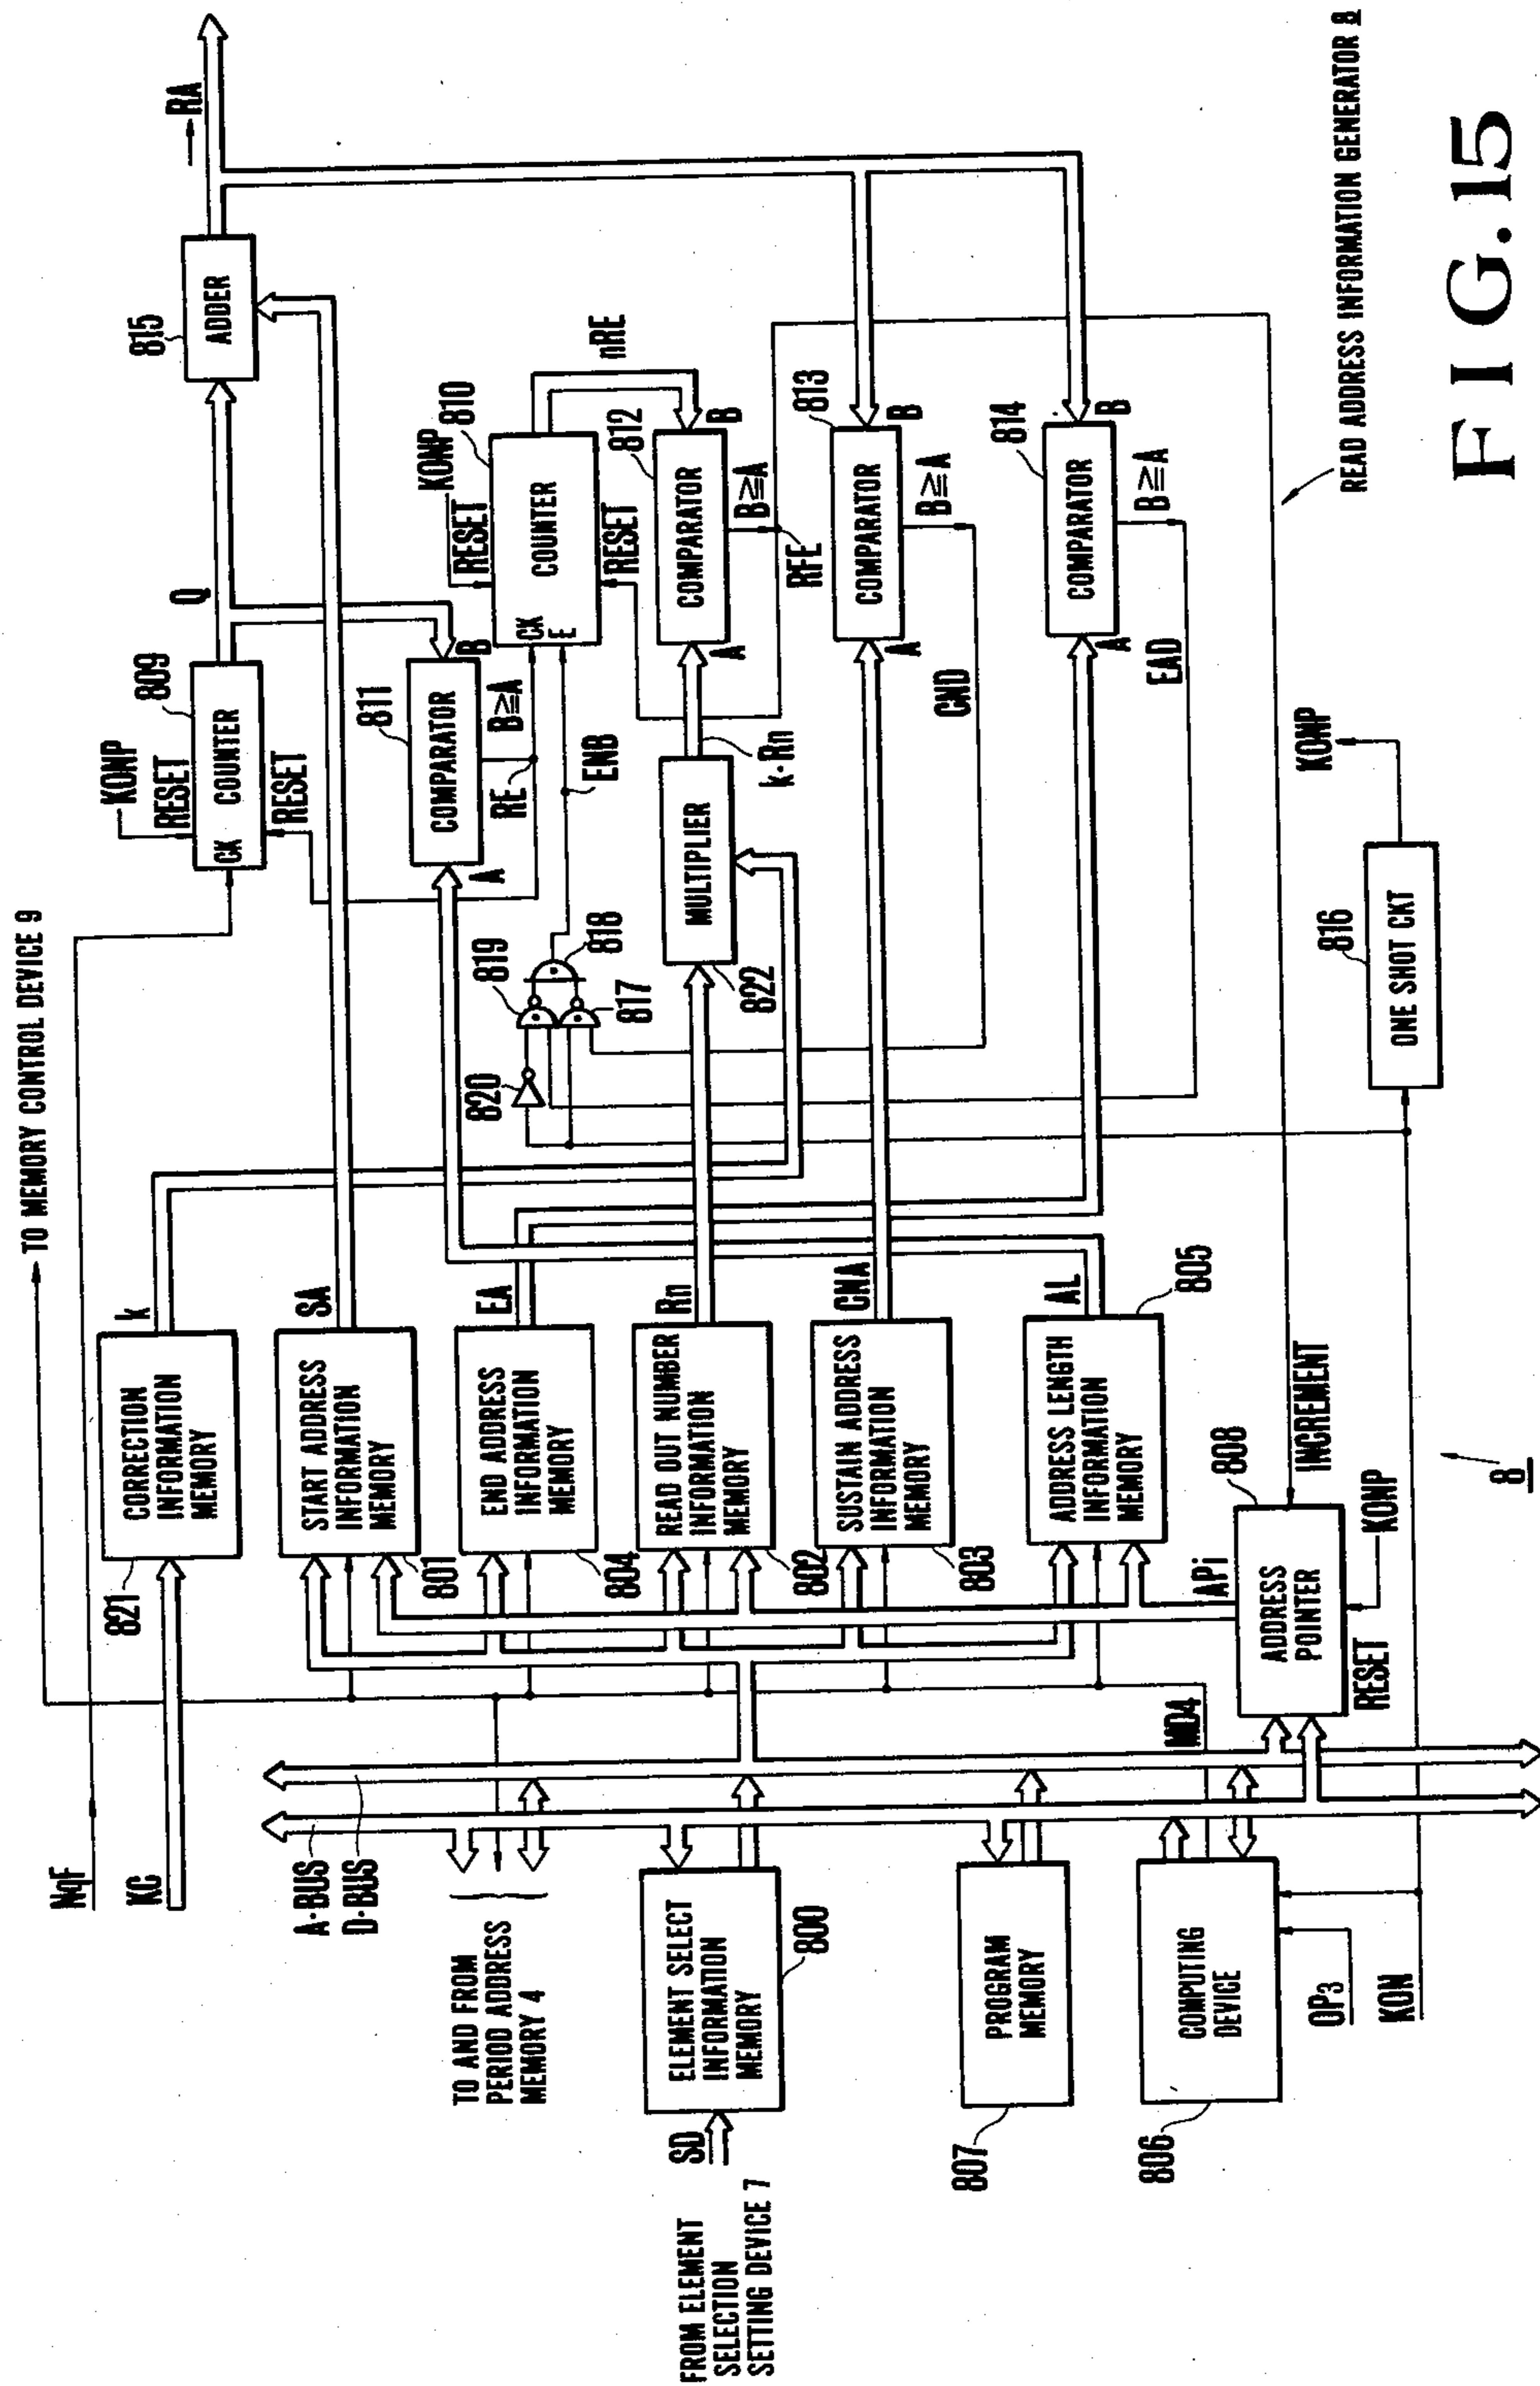 TO MEMORY CONTROL DEVICE 9
NqF
KC
821
CORRECTION
INFORMATION
MEMORY
k
KONP
RESET
809
CK COUNTER
RESET
Q
815
ADDER
RA
A·BUS
D·BUS
START ADDRESS
INFORMATION
MEMORY
801
SA
811
COMPARATOR
A
B
B≧A
RE
KONP
RESET
810
CK
E
COUNTER
RESET
nRE
TO AND FROM
PERIOD ADDRESS
MEMORY 4
END ADDRESS
INFORMATION
MEMORY
804
EA
820
819
818
817
ENB
FROM ELEMENT
SELECTION
SETTING DEVICE 7
SD
ELEMENT SELECT
INFORMATION
MEMORY
800
READ OUT NUMBER
INFORMATION
MEMORY
802
Rn
MULTIPLIER
822
k·Rn
812
COMPARATOR
A
B
B≧A
RFE
SUSTAIN ADDRESS
INFORMATION
MEMORY
803
CNA
813
COMPARATOR
A
B
B≧A
CND
807
PROGRAM
MEMORY
ADDRESS LENGTH
INFORMATION
MEMORY
805
AL
814
COMPARATOR
A
B
B≧A
EAD
806
COMPUTING
DEVICE
MD4
APi
808
ADDRESS
POINTER
INCREMENT
RESET
KONP
OP3
KON
816
ONE SHOT CKT
KONP
8
READ ADDRESS INFORMATION GENERATOR 8
FIG.15